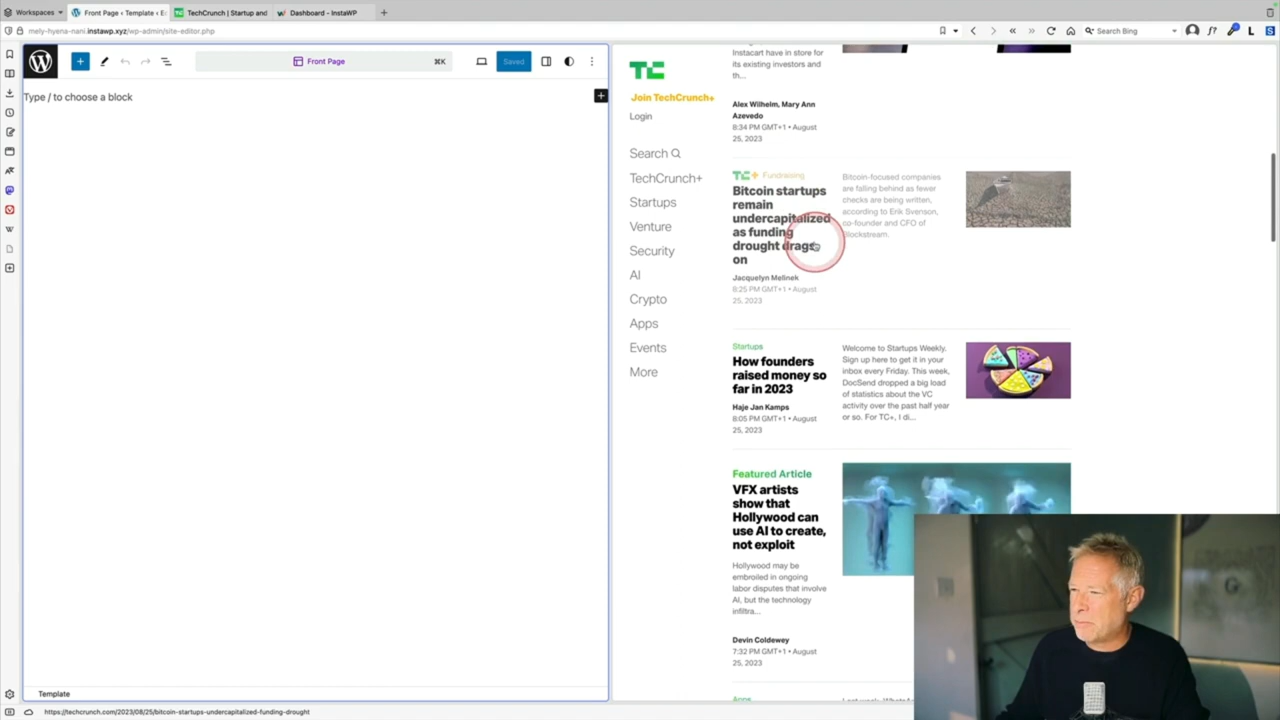 Workspaces
Front Page ‹ Template ‹ E
TechCrunch | Startup and
Dashboard - InstaWP
mely-hyena-nani.instawp.xyz/wp-admin/site-editor.php
Search Bing
Front Page
⌘K
Saved
Type / to choose a block
Template
https://techcrunch.com/2023/08/25/bitcoin-startups-undercapitalized-funding-drought
Join TechCrunch+
Login
Search
TechCrunch+
Startups
Venture
Security
AI
Crypto
Apps
Events
More
Instacart have in store for
its existing investors and
th...
Alex Wilhelm, Mary Ann
Azevedo
8:34 PM GMT+1 • August
25, 2023
TC+ Fundraising
Bitcoin startups
remain
undercapitalized
as funding
drought drags
on
Jacquelyn Melinek
8:25 PM GMT+1 • August
25, 2023
Bitcoin-focused companies
are falling behind as fewer
checks are being written,
according to Erik Svenson,
co-founder and CFO of
Blockstream.
Startups
How founders
raised money so
far in 2023
Haje Jan Kamps
8:05 PM GMT+1 • August
25, 2023
Welcome to Startups Weekly.
Sign up here to get it in your
inbox every Friday. This week,
DocSend dropped a big load
of statistics about the VC
activity over the past half year
or so. For TC+, I di...
Featured Article
VFX artists
show that
Hollywood can
use AI to create,
not exploit
Hollywood may be
embroiled in ongoing
labor disputes that involve
AI, but the technology
infiltra...
Devin Coldewey
7:32 PM GMT+1 • August
25, 2023